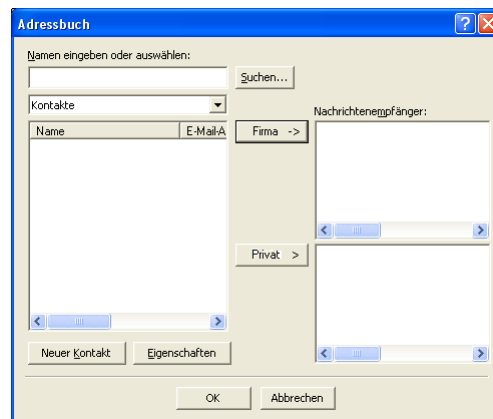 Adressbuch
Namen eingeben oder auswählen:
Suchen...
Kontakte
Nachrichtenempfänger:
Name E-Mail-A
Firma ->
Privat >
Neuer Kontakt Eigenschaften
OK Abbrechen